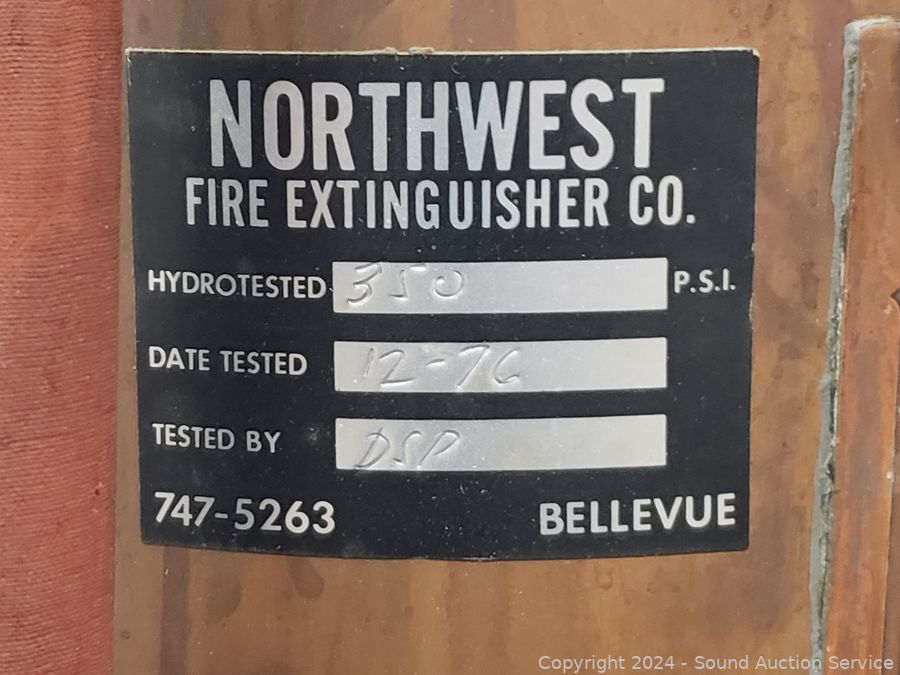 NORTHWEST
FIRE EXTINGUISHER CO.
HYDROTESTED 350 P.S.I.
DATE TESTED 12-76
TESTED BY DSP
747-5263 BELLEVUE
Copyright © 2024 - Sound Auction Service